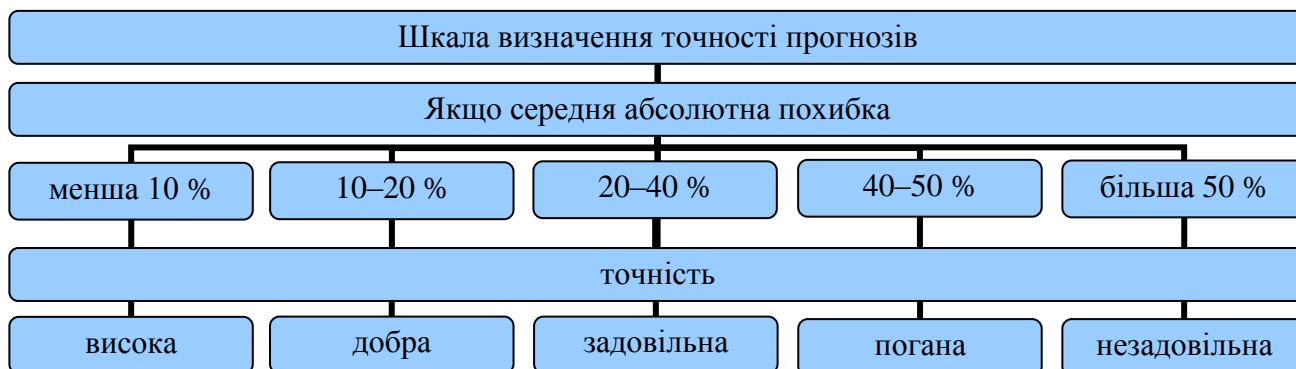 Шкала визначення точності прогнозів
Якщо середня абсолютна похибка
менша 10 %
10–20 %
20–40 %
40–50 %
більша 50 %
точність
висока
добра
задовільна
погана
незадовільна